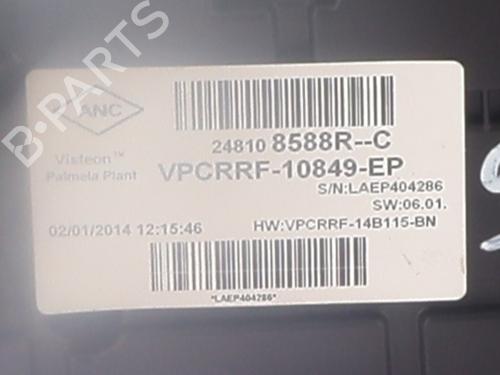 B-PARTS
ANC
Visteon™
Palmela Plant
24810 8588R--C
VPCRRF-10849-EP
S/N:LAEP404286
SW:06.01.
02/01/2014 12:15:46
HW:VPCRRF-14B115-BN
*LAEP404286*